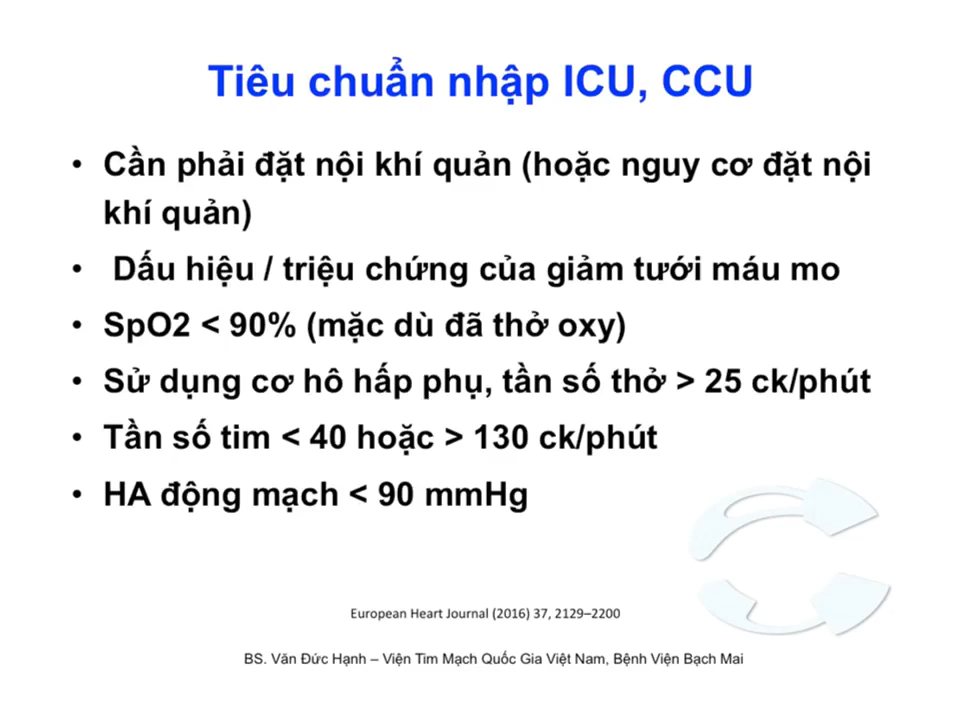 Tiêu chuẩn nhập ICU, CCU
• Cần phải đặt nội khí quản (hoặc nguy cơ đặt nội
khí quản)
• Dấu hiệu / triệu chứng của giảm tưới máu mo
• SpO2 < 90% (mặc dù đã thở oxy)
• Sử dụng cơ hô hấp phụ, tần số thở > 25 ck/phút
• Tần số tim < 40 hoặc > 130 ck/phút
• HA động mạch < 90 mmHg
European Heart Journal (2016) 37, 2129–2200
BS. Văn Đức Hạnh – Viện Tim Mạch Quốc Gia Việt Nam, Bệnh Viện Bạch Mai